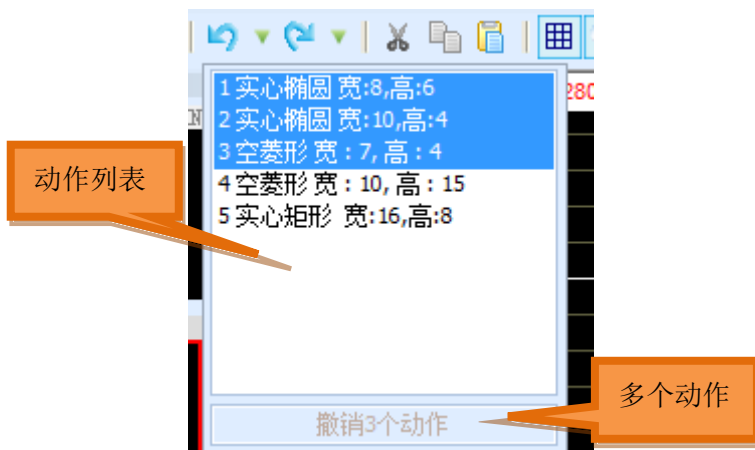 280
N
1 实心椭圆 宽:8,高:6
2 实心椭圆 宽:10,高:4
3 空菱形 宽 : 7, 高 : 4
4 空菱形 宽 : 10, 高 : 15
5 实心矩形 宽:16,高:8
动作列表
多个动作
撤销3个动作